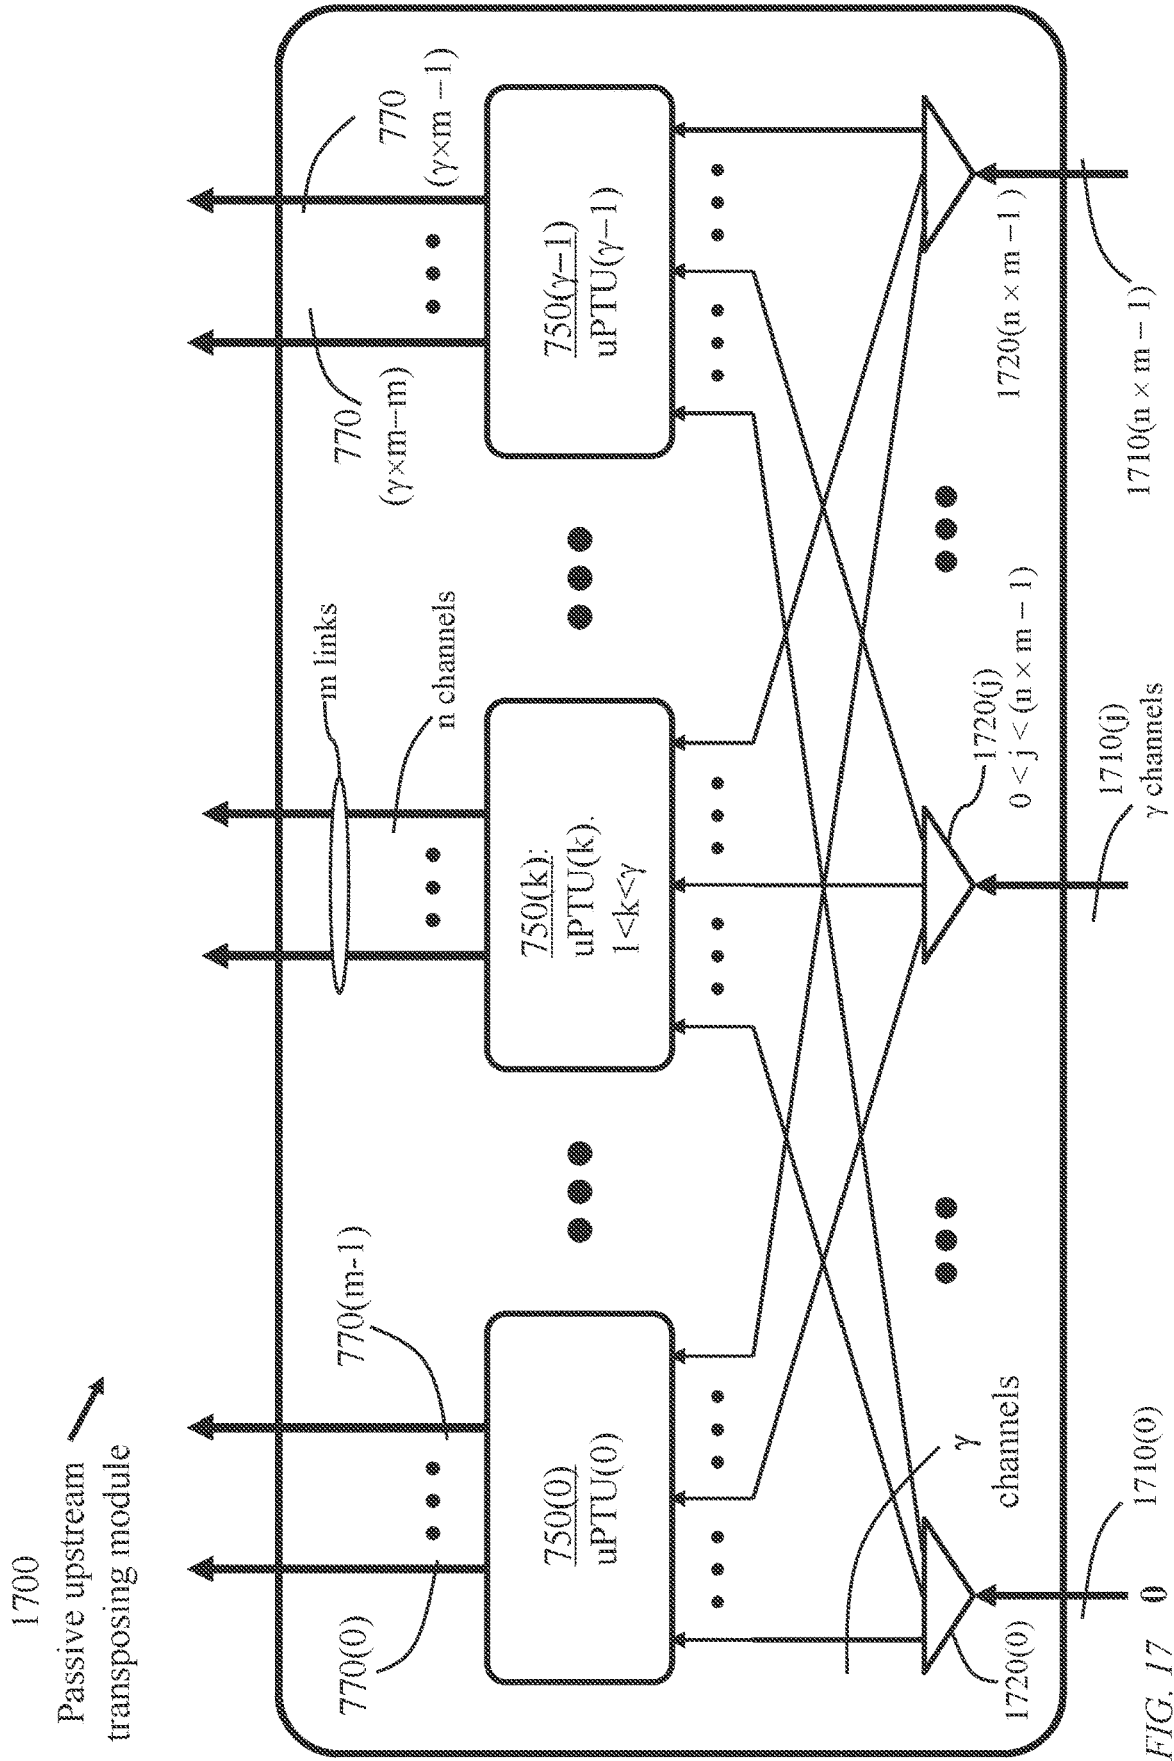 1700
Passive upstream
transposing module
770(0)
770(m-1)
m links
n channels
770
(γ×m−m)
770
(γ×m −1)
750(0)
uPTU(0)
750(k):
uPTU(k),
1<k<γ
750(γ−1)
uPTU(γ−1)
γ
channels
1720(0)
1720(j)
0 < j < (n × m − 1)
1720(n × m −1)
1710(0)
1710(j)
γ channels
1710(n × m − 1)
FIG. 17
0